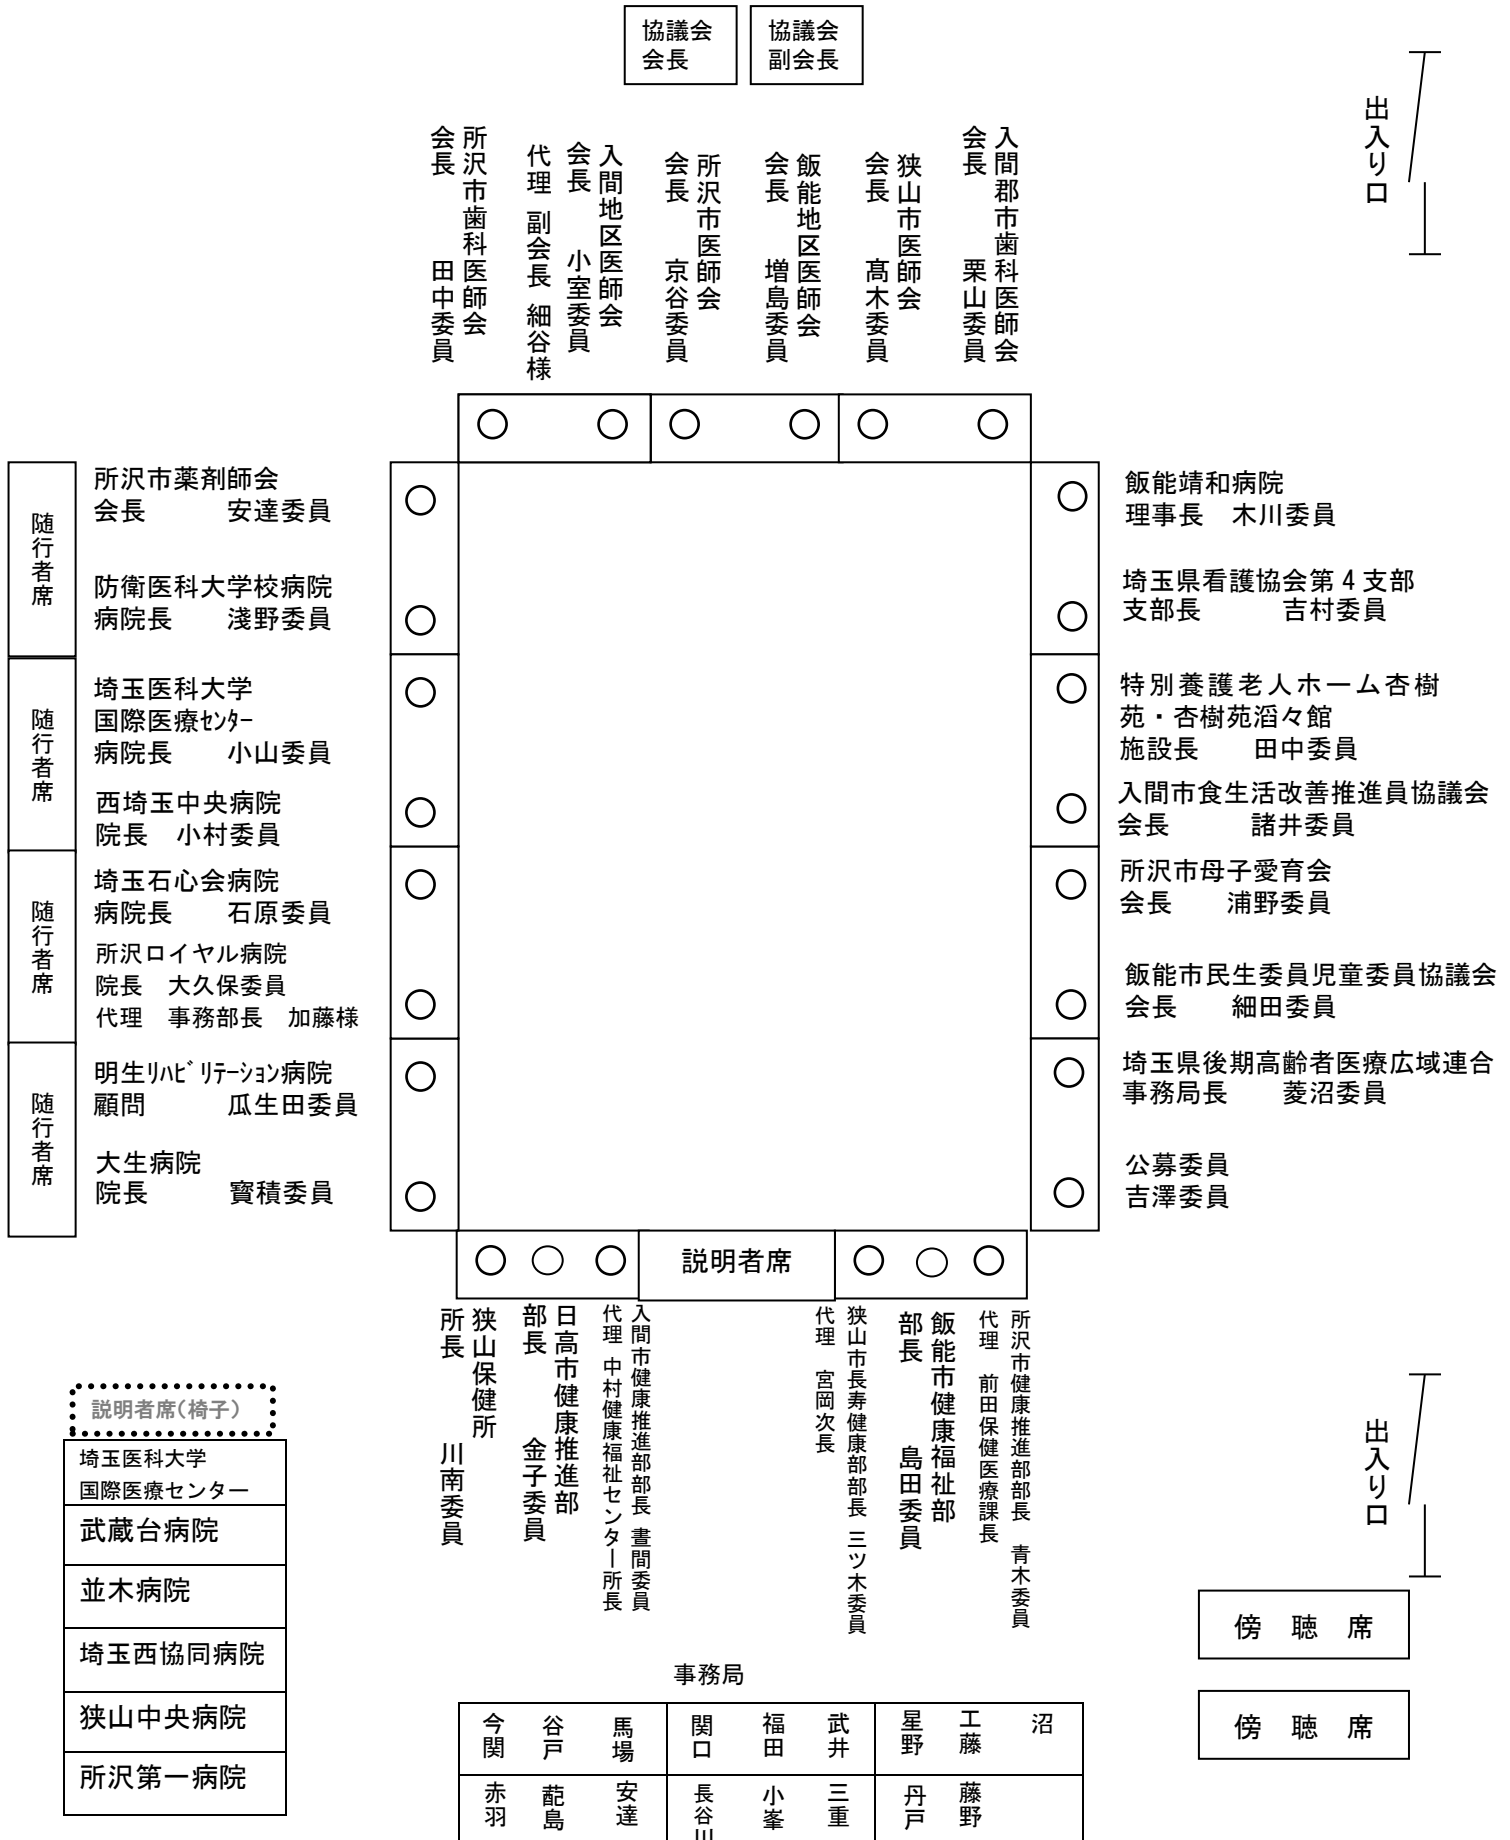 協議会
会長
協議会
副会長
出入り口
所沢市歯科医師会
会長　田中委員
入間地区医師会
会長　小室委員
代理 副会長 細谷様
所沢市医師会
会長　京谷委員
飯能地区医師会
会長　増島委員
狭山市医師会
会長　髙木委員
入間郡市歯科医師会
会長　栗山委員
随行者席
随行者席
随行者席
随行者席
所沢市薬剤師会
会長　安達委員
防衛医科大学校病院
病院長　淺野委員
埼玉医科大学
国際医療ｾﾝﾀｰ
病院長　小山委員
西埼玉中央病院
院長　小村委員
埼玉石心会病院
病院長　石原委員
所沢ロイヤル病院
院長　大久保委員
代理　事務部長　加藤様
明生ﾘﾊﾋﾞﾘﾃｰｼｮﾝ病院
顧問　瓜生田委員
大生病院
院長　寳積委員
飯能靖和病院
理事長　木川委員
埼玉県看護協会第４支部
支部長　吉村委員
特別養護老人ホーム杏樹
苑・杏樹苑滔々館
施設長　田中委員
入間市食生活改善推進員協議会
会長　諸井委員
所沢市母子愛育会
会長　浦野委員
飯能市民生委員児童委員協議会
会長　細田委員
埼玉県後期高齢者医療広域連合
事務局長　菱沼委員
公募委員
吉澤委員
説明者席
狭山保健所
所長　川南委員
日高市健康推進部
部長　金子委員
入間市健康推進部部長 晝間委員
代理 中村健康福祉センター所長
狭山市長寿健康部部長 三ツ木委員
代理　宮岡次長
飯能市健康福祉部
部長　島田委員
所沢市健康推進部部長　青木委員
代理　前田保健医療課長
説明者席（椅子）
埼玉医科大学
国際医療センター
武蔵台病院
並木病院
埼玉西協同病院
狭山中央病院
所沢第一病院
出入り口
傍　聴　席
傍　聴　席
事務局
今関
谷戸
馬場
関口
福田
武井
星野
工藤
沼
赤羽
蓜島
安達
長谷川
小峯
三重
丹戸
藤野